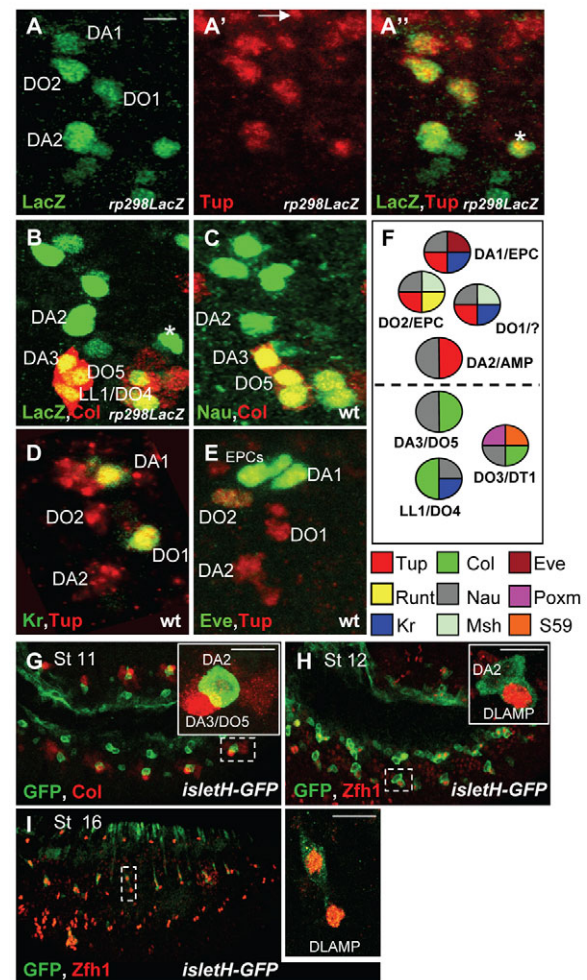 A
DA1
DO2
DO1
DA2
LacZ
rp298LacZ
A'
Tup
rp298LacZ
A''
*
LacZ,Tup rp298LacZ
B
*
DA2
DA3
DO5
LL1/DO4
LacZ,Col rp298LacZ
C
DA2
DA3
DO5
Nau,Col
wt
F
DA1/EPC
DO2/EPC
DO1/?
DA2/AMP
DA3/DO5
DO3/DT1
LL1/DO4
D
DA1
DO2
DO1
DA2
Kr,Tup
wt
E
EPCs
DA1
DO2
DO1
DA2
Eve,Tup
wt
Tup Col Eve
Runt Nau Poxm
Kr Msh S59
G St 11
DA2
DA3/DO5
GFP, Col
isletH-GFP
H St 12
DA2
DLAMP
GFP, Zfh1
isletH-GFP
I St 16
GFP, Zfh1
isletH-GFP
DLAMP